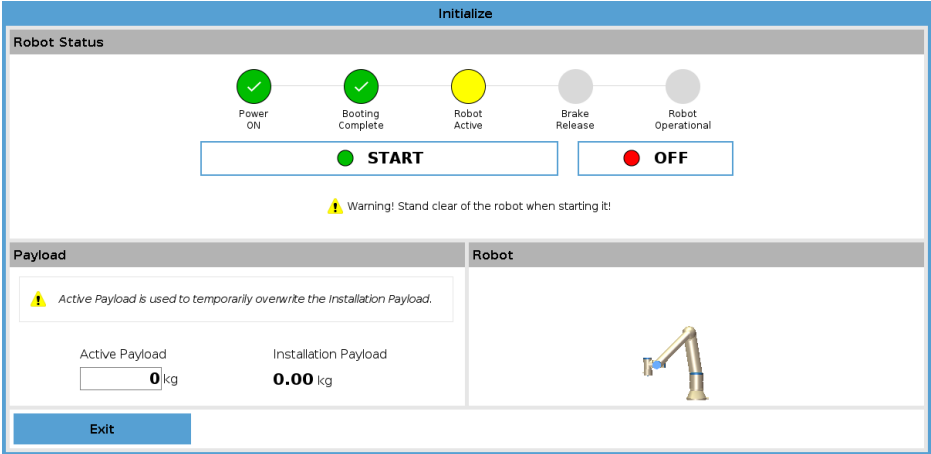 Initialize
Robot Status
Power
ON
Booting
Complete
Robot
Active
Brake
Release
Robot
Operational
START
OFF
Warning! Stand clear of the robot when starting it!
Payload
Robot
Active Payload is used to temporarily overwrite the Installation Payload.
Active Payload
Installation Payload
0 kg
0.00 kg
Exit